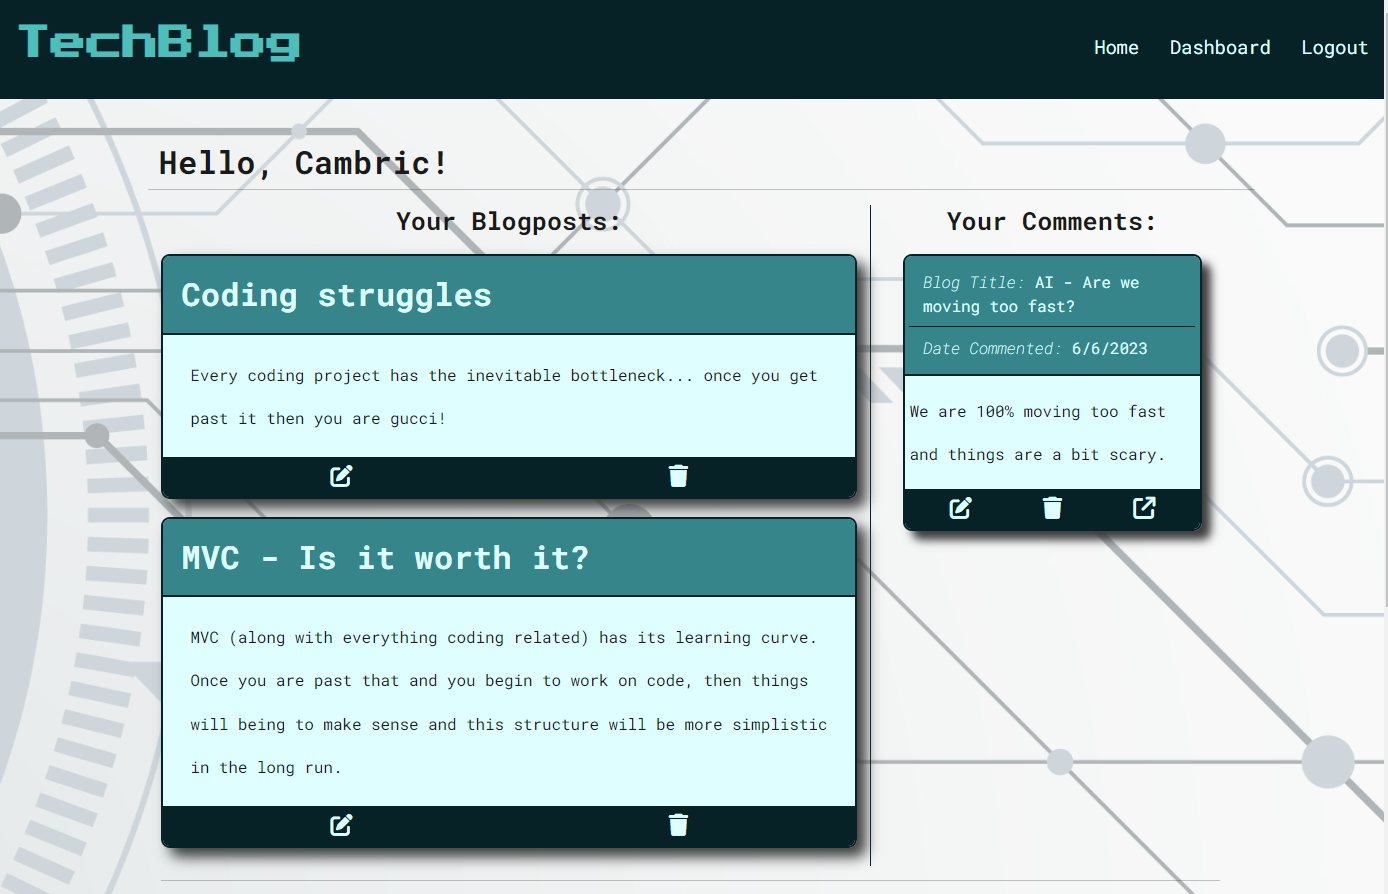 TechBlog
Home Dashboard Logout
Hello, Cambric!
Your Blogposts:
Coding struggles
Every coding project has the inevitable bottleneck... once you get
past it then you are gucci!
MVC - Is it worth it?
MVC (along with everything coding related) has its learning curve.
Once you are past that and you begin to work on code, then things
will being to make sense and this structure will be more simplistic
in the long run.
Your Comments:
Blog Title: AI - Are we
moving too fast?
Date Commented: 6/6/2023
We are 100% moving too fast
and things are a bit scary.